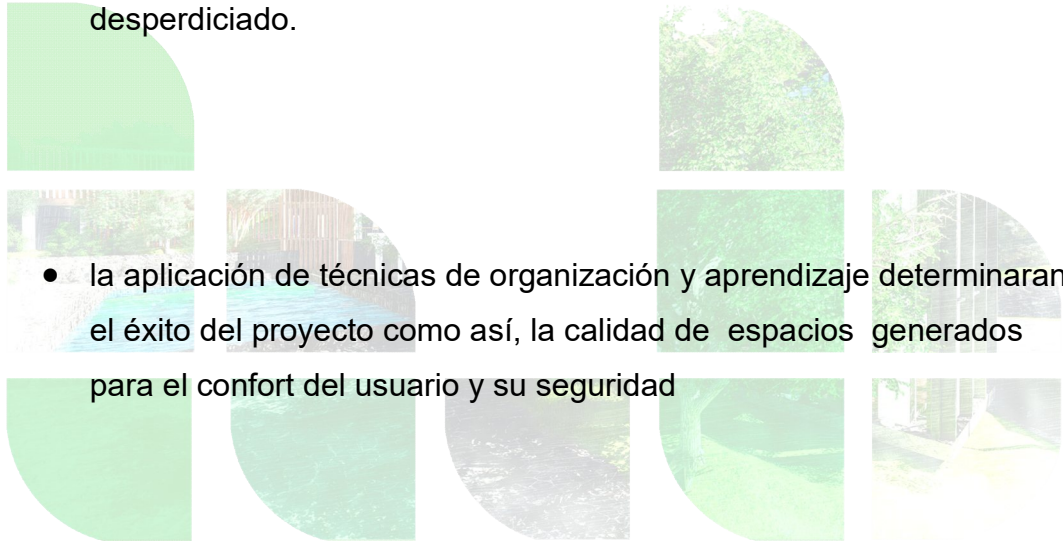 desperdiciado.
● la aplicación de técnicas de organización y aprendizaje determinaran
el éxito del proyecto como así, la calidad de espacios generados
para el confort del usuario y su seguridad